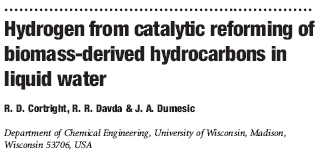 Hydrogen from catalytic reforming of
biomass-derived hydrocarbons in
liquid water
R. D. Cortright, R. R. Davda & J. A. Dumesic
Department of Chemical Engineering, University of Wisconsin, Madison,
Wisconsin 53706, USA